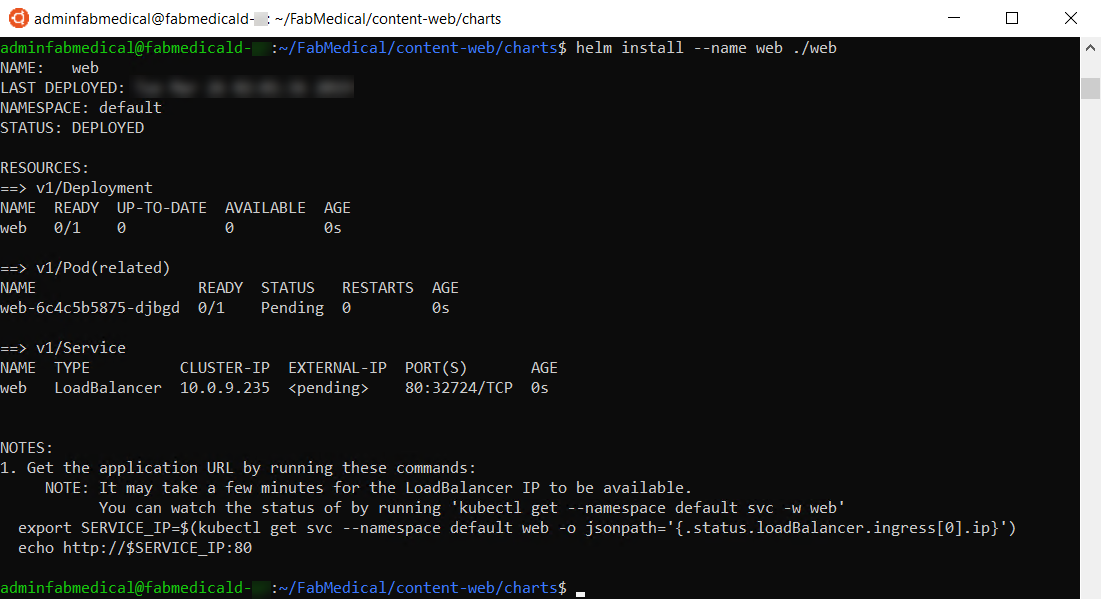 adminfabmedical@fabmedicald- : ~/FabMedical/content-web/charts
adminfabmedical@fabmedicald- :~/FabMedical/content-web/charts$ helm install --name web ./web
NAME:   web
LAST DEPLOYED:
NAMESPACE: default
STATUS: DEPLOYED

RESOURCES:
==> v1/Deployment
NAME  READY  UP-TO-DATE  AVAILABLE  AGE
web   0/1    0           0          0s

==> v1/Pod(related)
NAME                  READY  STATUS   RESTARTS  AGE
web-6c4c5b5875-djbgd  0/1    Pending  0         0s

==> v1/Service
NAME  TYPE          CLUSTER-IP  EXTERNAL-IP  PORT(S)       AGE
web   LoadBalancer  10.0.9.235  <pending>    80:32724/TCP  0s


NOTES:
1. Get the application URL by running these commands:
     NOTE: It may take a few minutes for the LoadBalancer IP to be available.
           You can watch the status of by running 'kubectl get --namespace default svc -w web'
  export SERVICE_IP=$(kubectl get svc --namespace default web -o jsonpath='{.status.loadBalancer.ingress[0].ip}')
  echo http://$SERVICE_IP:80

adminfabmedical@fabmedicald- :~/FabMedical/content-web/charts$